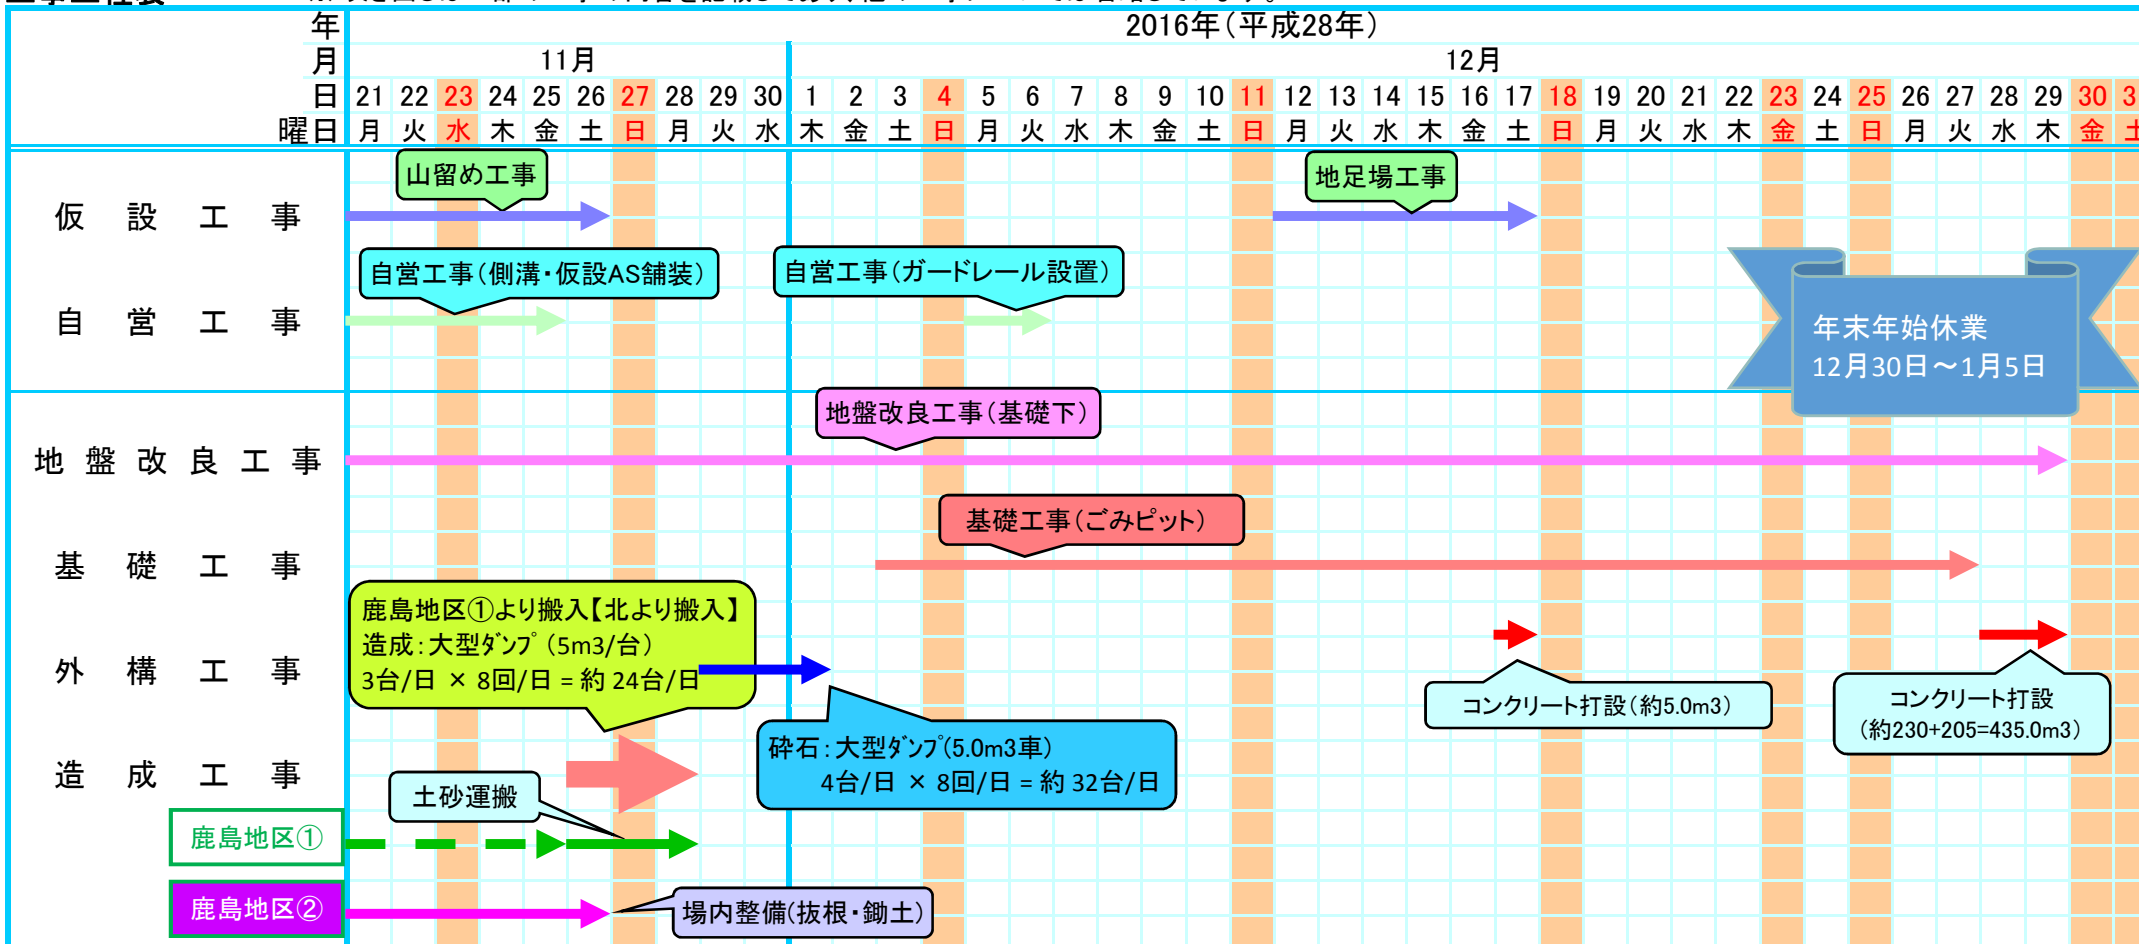 年 2016年(平成28年)
月 11月 12月
日 21 22 23 24 25 26 27 28 29 30 1 2 3 4 5 6 7 8 9 10 11 12 13 14 15 16 17 18 19 20 21 22 23 24 25 26 27 28 29 30
曜日 月 火 水 木 金 土 日 月 火 水 木 金 土 日 月 火 水 木 金 土 日 月 火 水 木 金 土 日 月 火 水 木 金 土 日 月 火 水 木 金 土
山留め工事
地足場工事
仮設工事
自営工事(側溝・仮設AS舗装)
自営工事(ガードレール設置)
自営工事
年末年始休業
12月30日～1月5日
地盤改良工事(基礎下)
地盤改良工事
基礎工事(ごみピット)
基礎工事
鹿島地区①より搬入【北より搬入】
造成:大型ﾀﾞﾝﾌﾟ (5m3/台)
3台/日 × 8回/日 = 約 24台/日
外構工事
コンクリート打設(約5.0m3)
コンクリート打設
(約230+205=435.0m3)
砕石:大型ﾀﾞﾝﾌﾟ(5.0m3車)
4台/日 × 8回/日 = 約 32台/日
造成工事
土砂運搬
鹿島地区①
鹿島地区②
場内整備(抜根・鋤土)